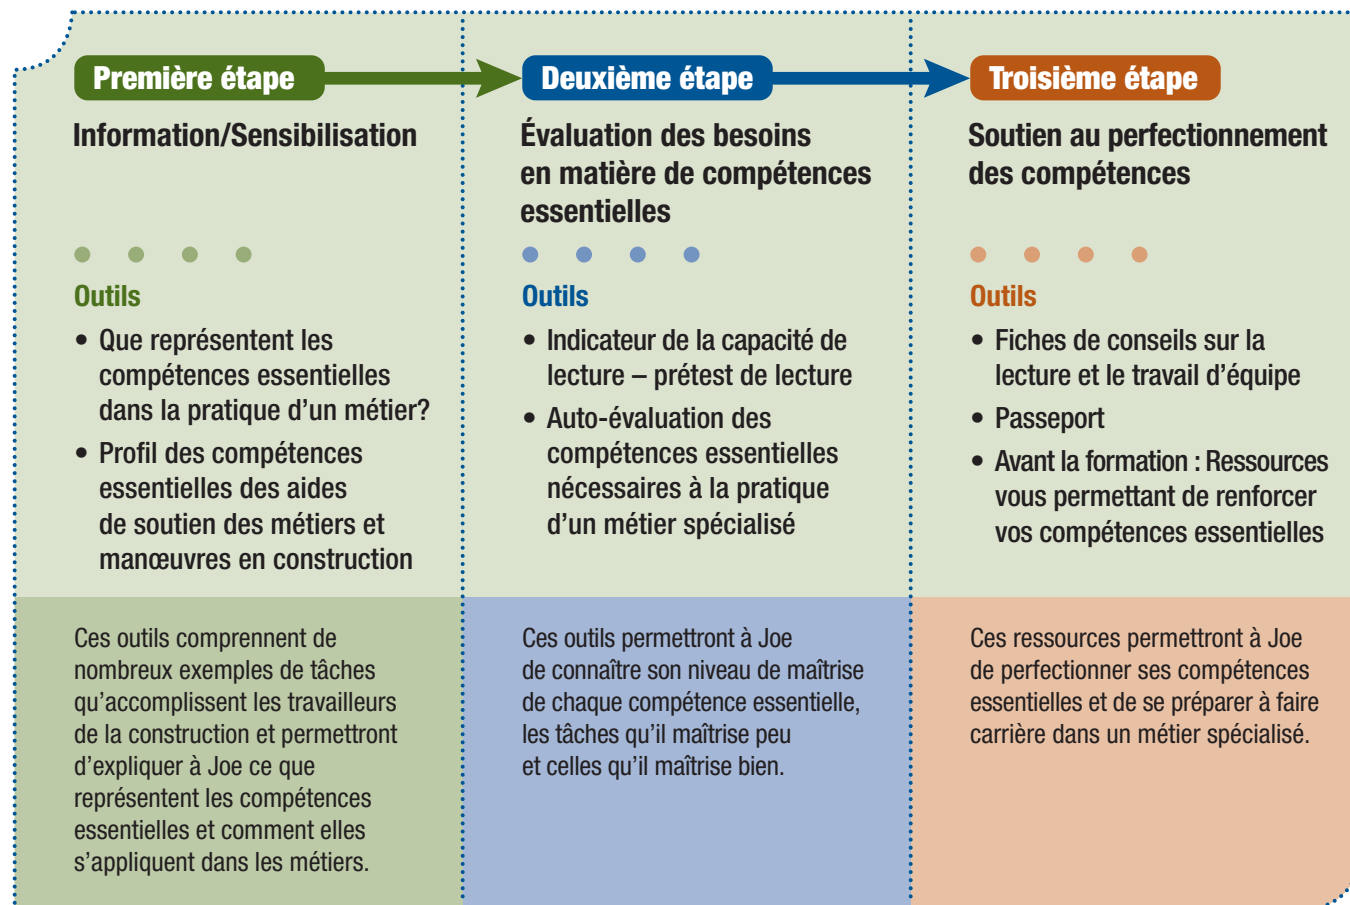 Première étape
Information/Sensibilisation
Outils
• Que représentent les
compétences essentielles
dans la pratique d'un métier?
• Profil des compétences
essentielles des aides
de soutien des métiers et
manœuvres en construction
Ces outils comprennent de
nombreux exemples de tâches
qu'accomplissent les travailleurs
de la construction et permettront
d'expliquer à Joe ce que
représentent les compétences
essentielles et comment elles
s'appliquent dans les métiers.
Deuxième étape
Évaluation des besoins
en matière de compétences
essentielles
Outils
• Indicateur de la capacité de
lecture – prétest de lecture
• Auto-évaluation des
compétences essentielles
nécessaires à la pratique
d'un métier spécialisé
Ces outils permettront à Joe
de connaître son niveau de maîtrise
de chaque compétence essentielle,
les tâches qu'il maîtrise peu
et celles qu'il maîtrise bien.
Troisième étape
Soutien au perfectionnement
des compétences
Outils
• Fiches de conseils sur la
lecture et le travail d'équipe
• Passeport
• Avant la formation : Ressources
vous permettant de renforcer
vos compétences essentielles
Ces ressources permettront à Joe
de perfectionner ses compétences
essentielles et de se préparer à faire
carrière dans un métier spécialisé.